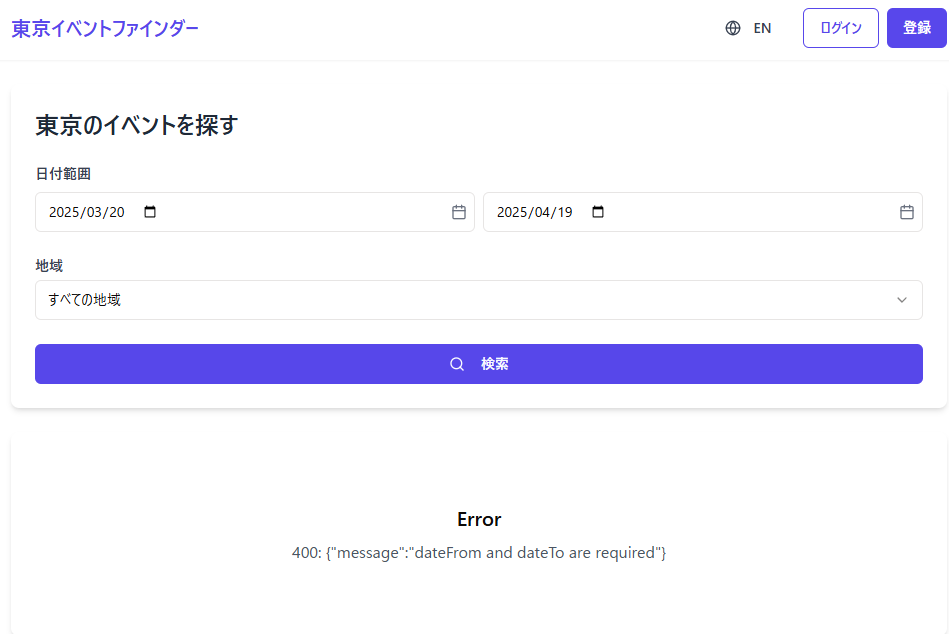 東京イベントファインダー
EN
ログイン
登録
東京のイベントを探す
日付範囲
2025/03/20
2025/04/19
地域
すべての地域
検索
Error
400: {"message":"dateFrom and dateTo are required"}